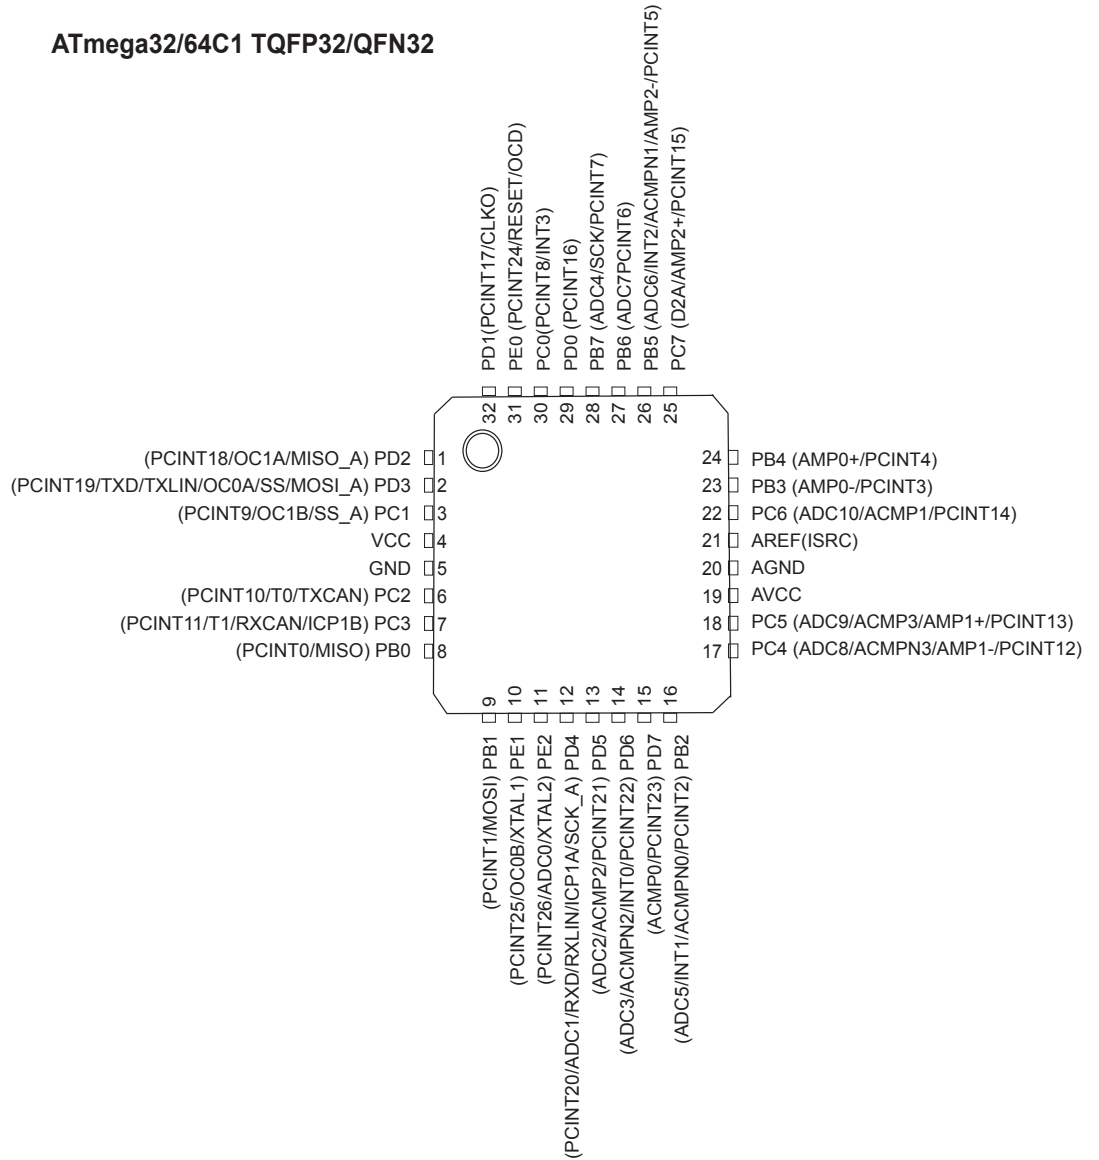 ATmega32/64C1 TQFP32/QFN32
PD1(PCINT17/CLKO)
PE0 (PCINT24/RESET/OCD)
PC0(PCINT8/INT3)
PD0 (PCINT16)
PB7 (ADC4/SCK/PCINT7)
PB6 (ADC7PCINT6)
PB5 (ADC6/INT2/ACMPN1/AMP2-/PCINT5)
PC7 (D2A/AMP2+/PCINT15)
32
31
30
29
28
27
26
25
(PCINT18/OC1A/MISO_A) PD2 1
(PCINT19/TXD/TXLIN/OC0A/SS/MOSI_A) PD3 2
(PCINT9/OC1B/SS_A) PC1 3
VCC 4
GND 5
(PCINT10/T0/TXCAN) PC2 6
(PCINT11/T1/RXCAN/ICP1B) PC3 7
(PCINT0/MISO) PB0 8
24 PB4 (AMP0+/PCINT4)
23 PB3 (AMP0-/PCINT3)
22 PC6 (ADC10/ACMP1/PCINT14)
21 AREF(ISRC)
20 AGND
19 AVCC
18 PC5 (ADC9/ACMP3/AMP1+/PCINT13)
17 PC4 (ADC8/ACMPN3/AMP1-/PCINT12)
9
10
11
12
13
14
15
16
(PCINT1/MOSI) PB1
(PCINT25/OC0B/XTAL1) PE1
(PCINT26/ADC0/XTAL2) PE2
(PCINT20/ADC1/RXD/RXLIN/ICP1A/SCK_A) PD4
(ADC2/ACMP2/PCINT21) PD5
(ADC3/ACMPN2/INT0/PCINT22) PD6
(ACMP0/PCINT23) PD7
(ADC5/INT1/ACMPN0/PCINT2) PB2